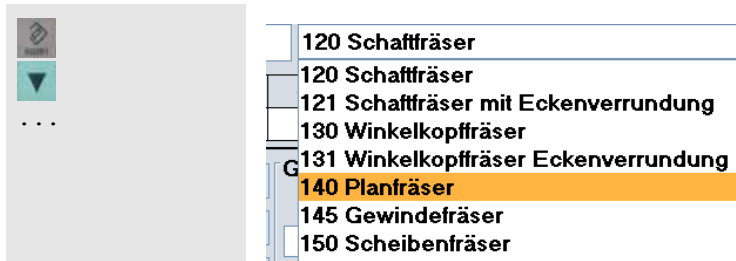 ...
120 Schaftfräser
120 Schaftfräser
121 Schaftfräser mit Eckenverrundung
130 Winkelkopffräser
131 Winkelkopffräser Eckenverrundung
G
140 Planfräser
145 Gewindefräser
150 Scheibenfräser